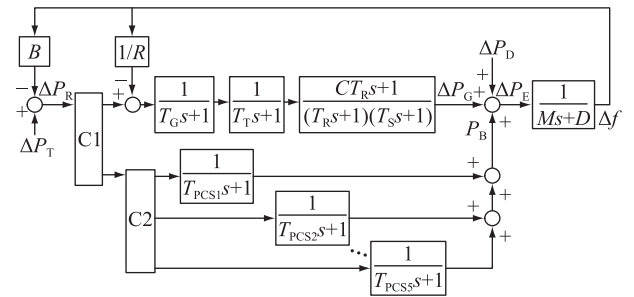 B
1/R
− ΔP_R
+
ΔP_T
C1
− +
1/(T_G s+1)
1/(T_T s+1)
CT_R s+1/(T_R s+1)(T_S s+1)
ΔP_G +
ΔP_D
+
ΔP_E
1/(Ms+D)
Δf
P_B +
C2
1/(T_PCS1 s+1)
+
+
1/(T_PCS2 s+1)
+
+
...
1/(T_PCS5 s+1)